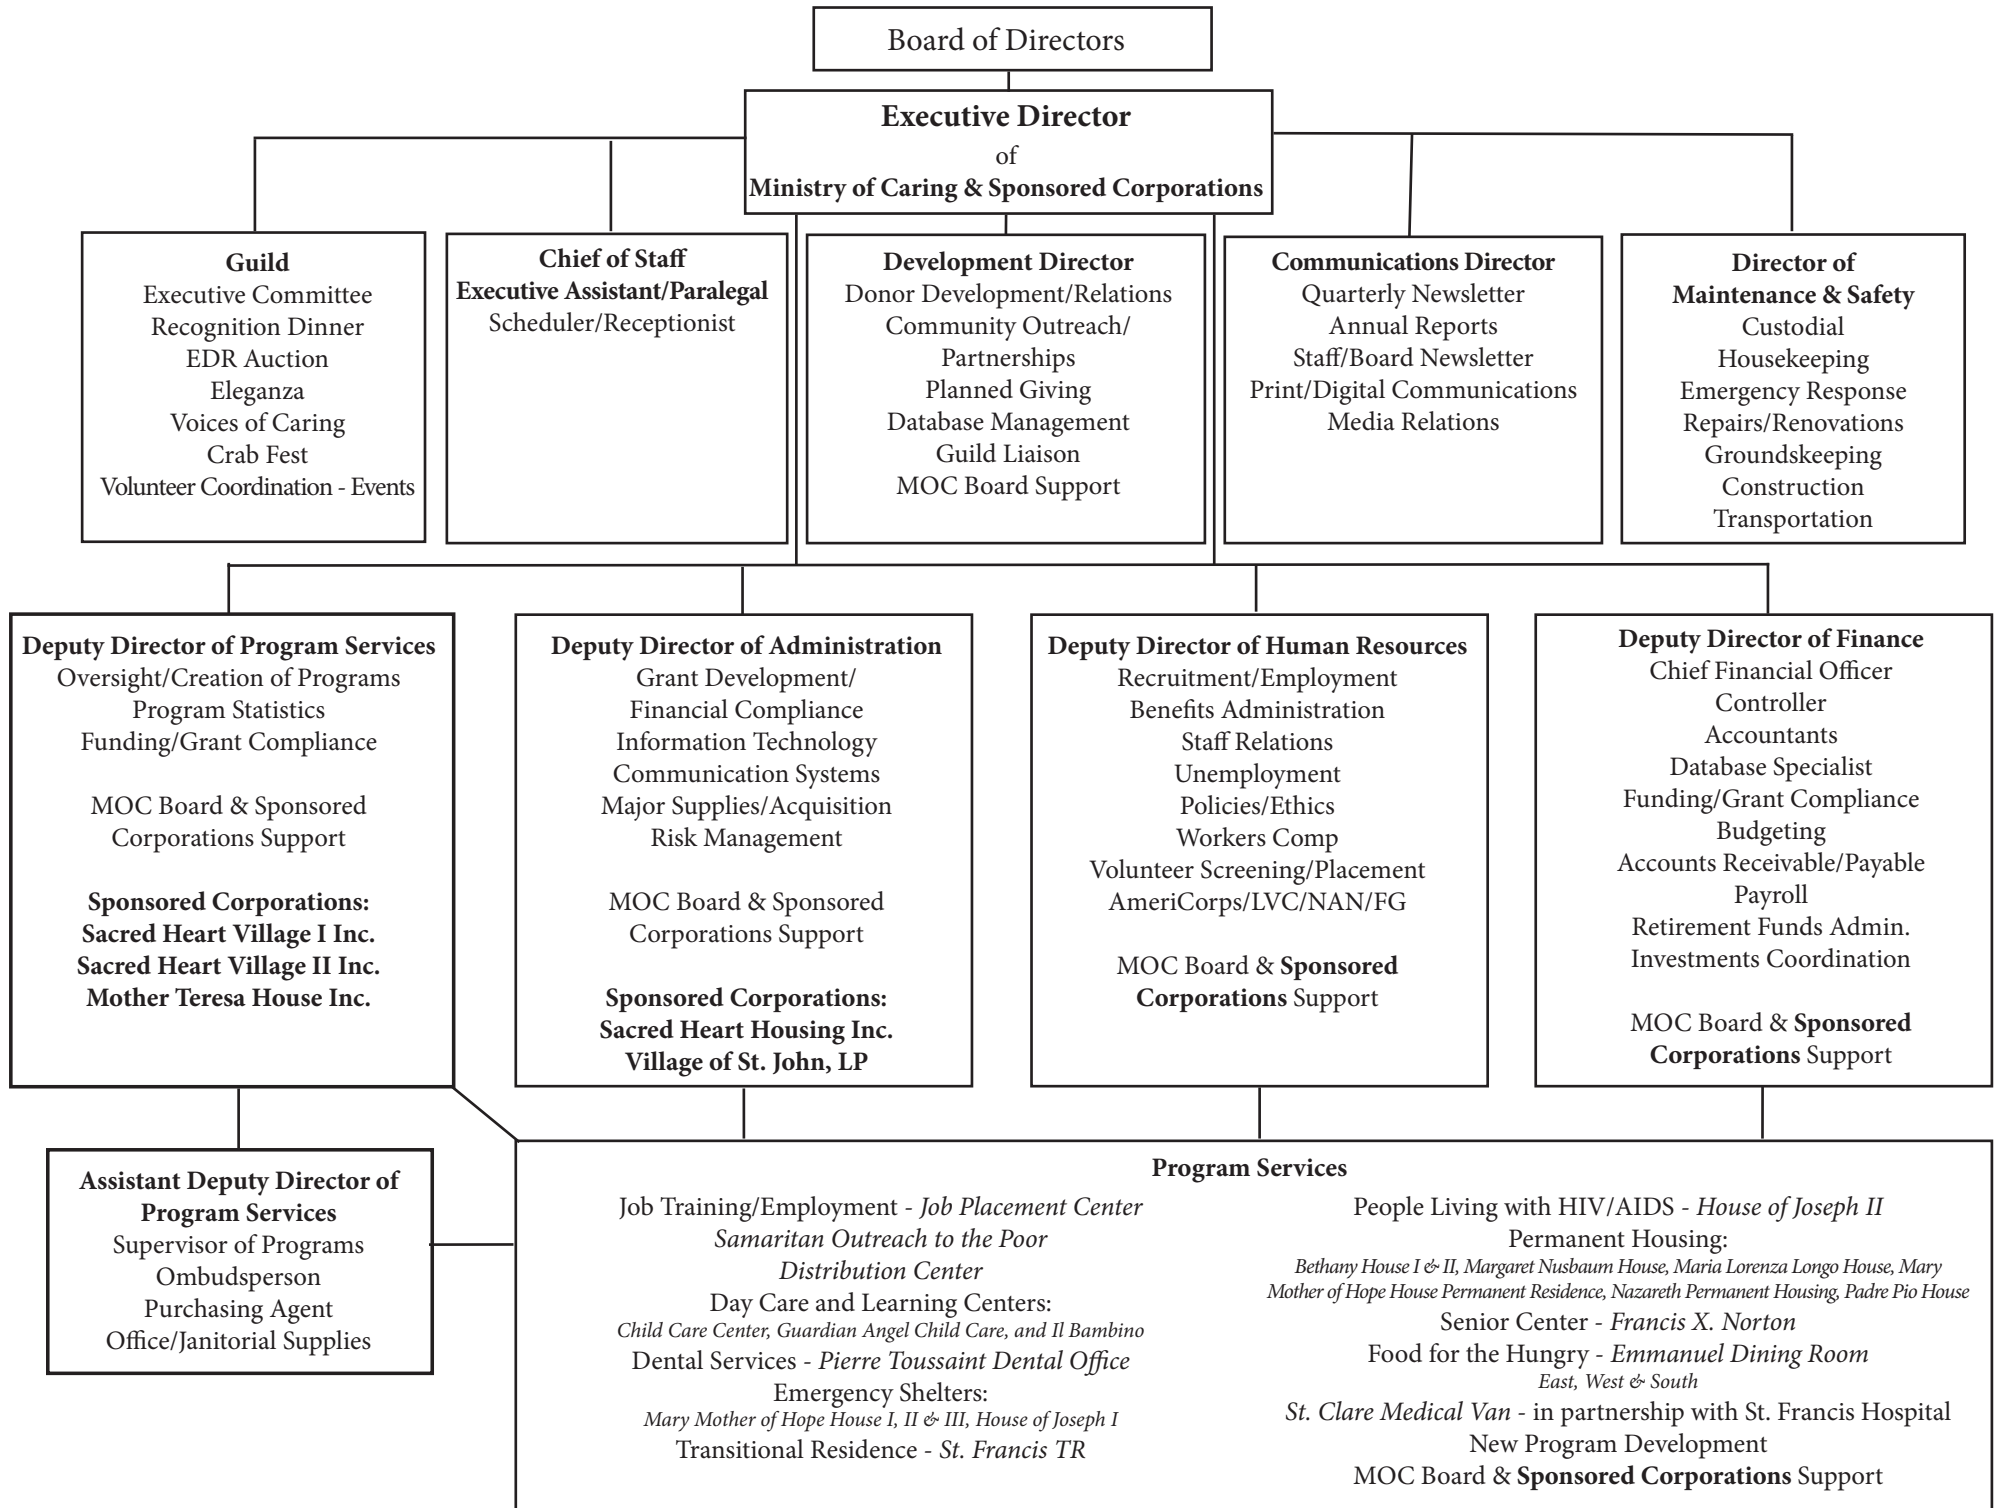 Board of Directors
Executive Director
of
Ministry of Caring & Sponsored Corporations
Guild
Executive Committee
Recognition Dinner
EDR Auction
Eleganza
Voices of Caring
Crab Fest
Volunteer Coordination - Events
Chief of Staff
Executive Assistant/Paralegal
Scheduler/Receptionist
Development Director
Donor Development/Relations
Community Outreach/
Partnerships
Planned Giving
Database Management
Guild Liaison
MOC Board Support
Communications Director
Quarterly Newsletter
Annual Reports
Staff/Board Newsletter
Print/Digital Communications
Media Relations
Director of
Maintenance & Safety
Custodial
Housekeeping
Emergency Response
Repairs/Renovations
Groundskeeping
Construction
Transportation
Deputy Director of Program Services
Oversight/Creation of Programs
Program Statistics
Funding/Grant Compliance
MOC Board & Sponsored
Corporations Support
Sponsored Corporations:
Sacred Heart Village I Inc.
Sacred Heart Village II Inc.
Mother Teresa House Inc.
Deputy Director of Administration
Grant Development/
Financial Compliance
Information Technology
Communication Systems
Major Supplies/Acquisition
Risk Management
MOC Board & Sponsored
Corporations Support
Sponsored Corporations:
Sacred Heart Housing Inc.
Village of St. John, LP
Deputy Director of Human Resources
Recruitment/Employment
Benefits Administration
Staff Relations
Unemployment
Policies/Ethics
Workers Comp
Volunteer Screening/Placement
AmeriCorps/LVC/NAN/FG
MOC Board & Sponsored
Corporations Support
Deputy Director of Finance
Chief Financial Officer
Controller
Accountants
Database Specialist
Funding/Grant Compliance
Budgeting
Accounts Receivable/Payable
Payroll
Retirement Funds Admin.
Investments Coordination
MOC Board & Sponsored
Corporations Support
Assistant Deputy Director of
Program Services
Supervisor of Programs
Ombudsperson
Purchasing Agent
Office/Janitorial Supplies
Program Services
Job Training/Employment - Job Placement Center
Samaritan Outreach to the Poor
Distribution Center
Day Care and Learning Centers:
Child Care Center, Guardian Angel Child Care, and Il Bambino
Dental Services - Pierre Toussaint Dental Office
Emergency Shelters:
Mary Mother of Hope House I, II & III, House of Joseph I
Transitional Residence - St. Francis TR
People Living with HIV/AIDS - House of Joseph II
Permanent Housing:
Bethany House I & II, Margaret Nusbaum House, Maria Lorenza Longo House, Mary
Mother of Hope House Permanent Residence, Nazareth Permanent Housing, Padre Pio House
Senior Center - Francis X. Norton
Food for the Hungry - Emmanuel Dining Room
East, West & South
St. Clare Medical Van - in partnership with St. Francis Hospital
New Program Development
MOC Board & Sponsored Corporations Support